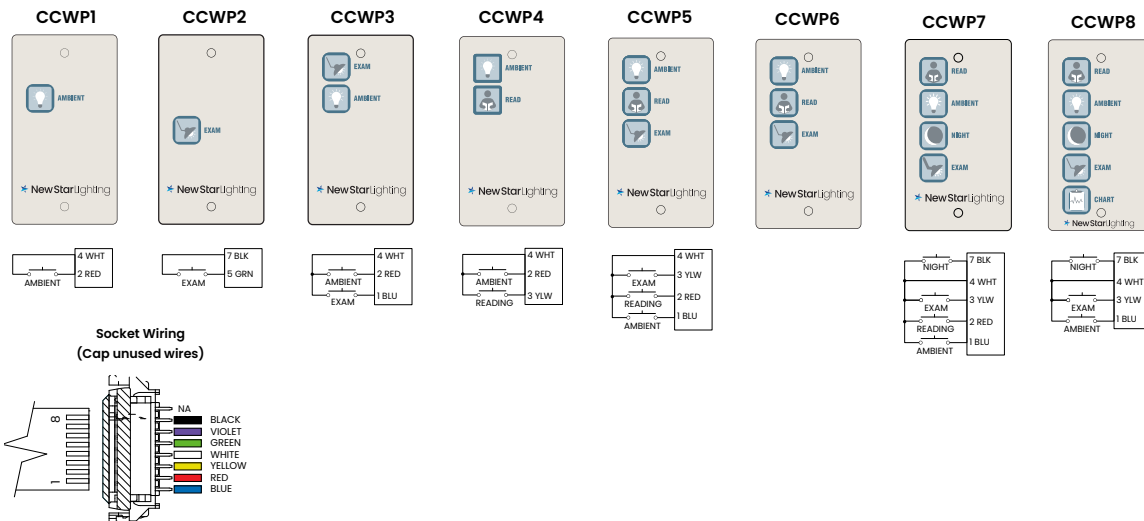 CCWP1
AMBIENT
NewStarLighting
4 WHT
2 RED
AMBIENT
CCWP2
EXAM
NewStarLighting
7 BLK
5 GRN
EXAM
CCWP3
EXAM
AMBIENT
NewStarLighting
4 WHT
2 RED
AMBIENT
1 BLU
EXAM
CCWP4
AMBIENT
READ
NewStarLighting
4 WHT
2 RED
AMBIENT
3 YLW
READING
CCWP5
AMBIENT
READ
EXAM
NewStarLighting
4 WHT
3 YLW
EXAM
2 RED
READING
1 BLU
AMBIENT
CCWP6
AMBIENT
READ
EXAM
NewStarLighting
CCWP7
READ
AMBIENT
NIGHT
EXAM
NewStarLighting
7 BLK
NIGHT
4 WHT
3 YLW
EXAM
2 RED
READING
1 BLU
AMBIENT
CCWP8
READ
AMBIENT
NIGHT
EXAM
CHART
NewStarLighting
7 BLK
NIGHT
4 WHT
3 YLW
EXAM
1 BLU
AMBIENT
Socket Wiring
(Cap unused wires)
8
1
NA
BLACK
VIOLET
GREEN
WHITE
YELLOW
RED
BLUE